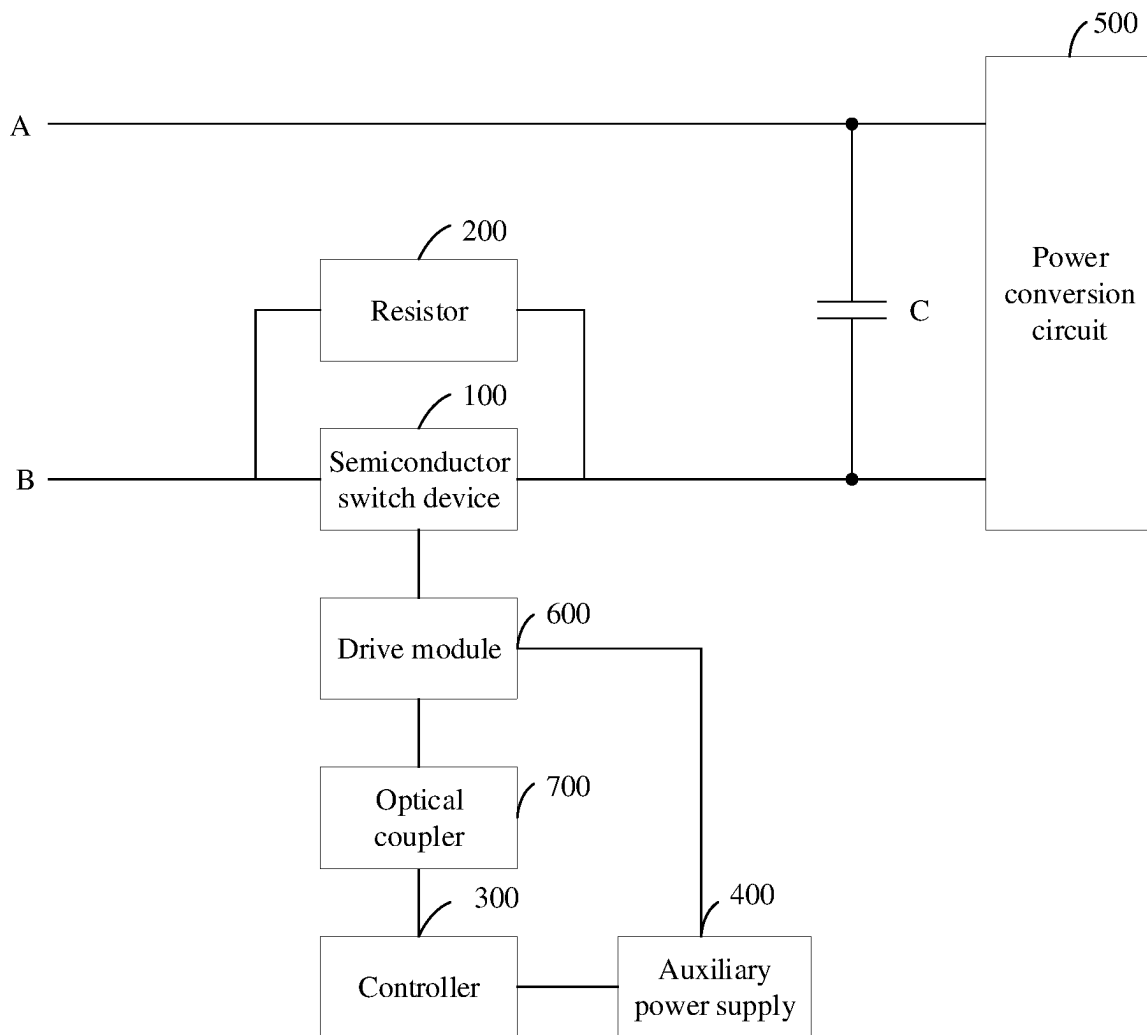 500
A
200
Resistor
C
Power
conversion
circuit
100
B
Semiconductor
switch device
600
Drive module
700
Optical
coupler
300
400
Controller
Auxiliary
power supply